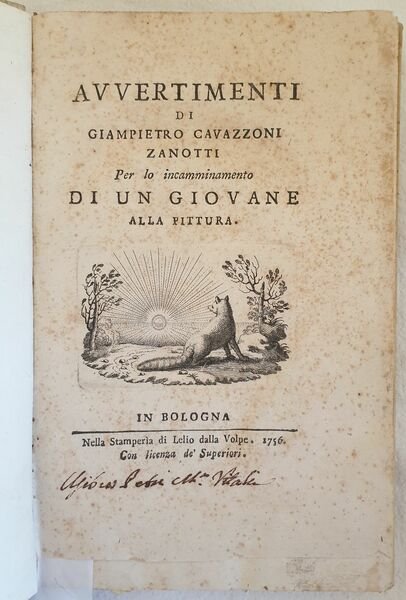 AVVERTIMENTI
DI
GIAMPIETRO CAVAZZONI
ZANOTTI
Per lo incamminamento
DI UN GIOVANE
ALLA PITTURA.
IN BOLOGNA
Nella Stamperìa di Lelio dalla Volpe. 1756.
Con licenza de' Superiori.